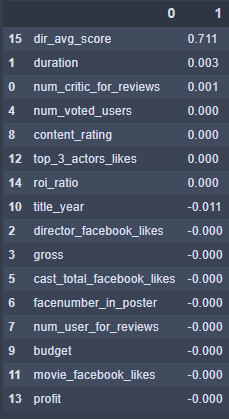 0 1
15 dir_avg_score 0.711
1 duration 0.003
0 num_critic_for_reviews 0.001
4 num_voted_users 0.000
8 content_rating 0.000
12 top_3_actors_likes 0.000
14 roi_ratio 0.000
10 title_year -0.011
2 director_facebook_likes -0.000
3 gross -0.000
5 cast_total_facebook_likes -0.000
6 facenumber_in_poster -0.000
7 num_user_for_reviews -0.000
9 budget -0.000
11 movie_facebook_likes -0.000
13 profit -0.000